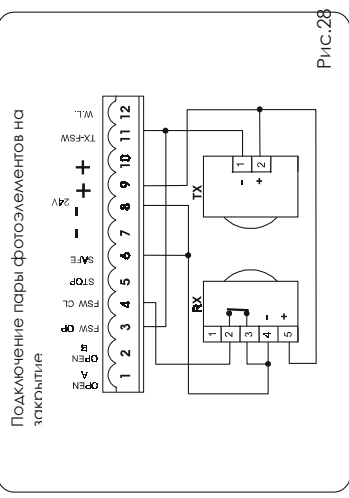 Подключение пары фотоэлементов на
закрытие
OPEN A
OPEN B
FSW OP
FSW CL
STOP
SAFE
- - 24V + +
TX-FSW
W.L.
1 2 3 4 5 6 7 8 9 10 11 12
RX
1
2
3
4 -
5 +
TX
1 -
2 +
Рис.28